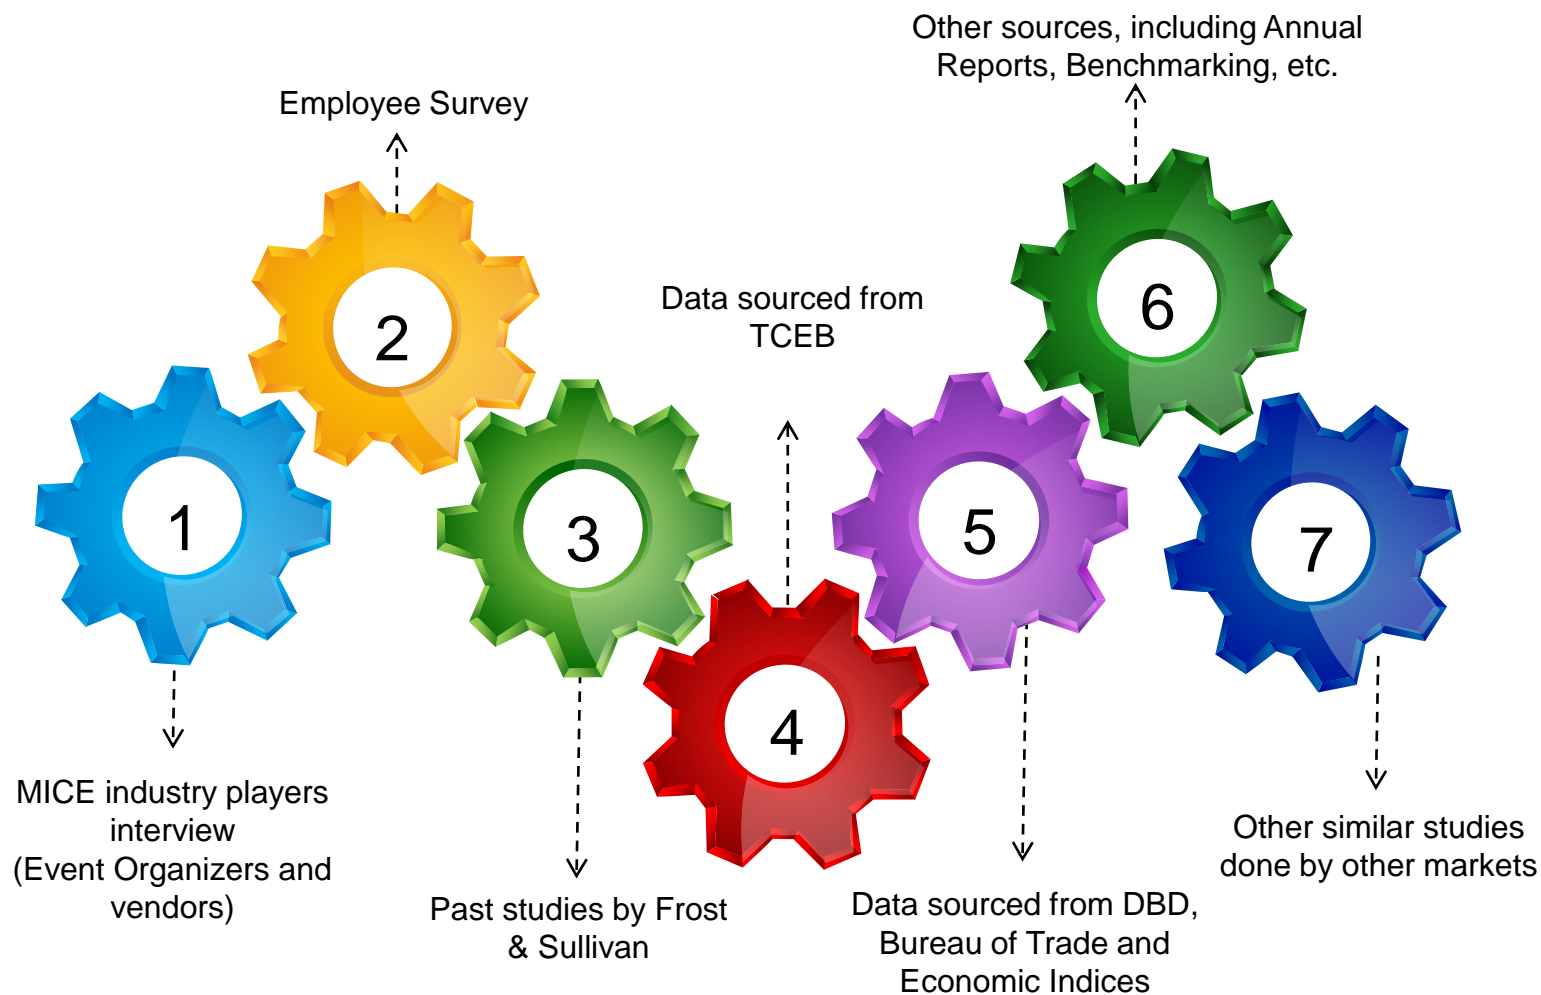 Other sources, including Annual
Reports, Benchmarking, etc.
Employee Survey
6
Data sourced from
TCEB
2
1
3
5
7
4
MICE industry players
interview
(Event Organizers and
vendors)
Past studies by Frost
& Sullivan
Data sourced from DBD,
Bureau of Trade and
Economic Indices
Other similar studies
done by other markets